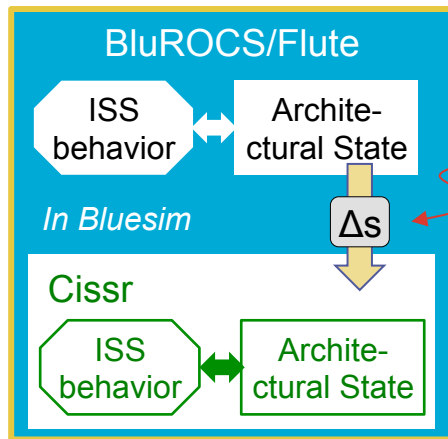 BluROCS/Flute
ISS
behavior
Archite-
ctural State
In Bluesim
Δs
Cissr
ISS
behavior
Archite-
ctural State